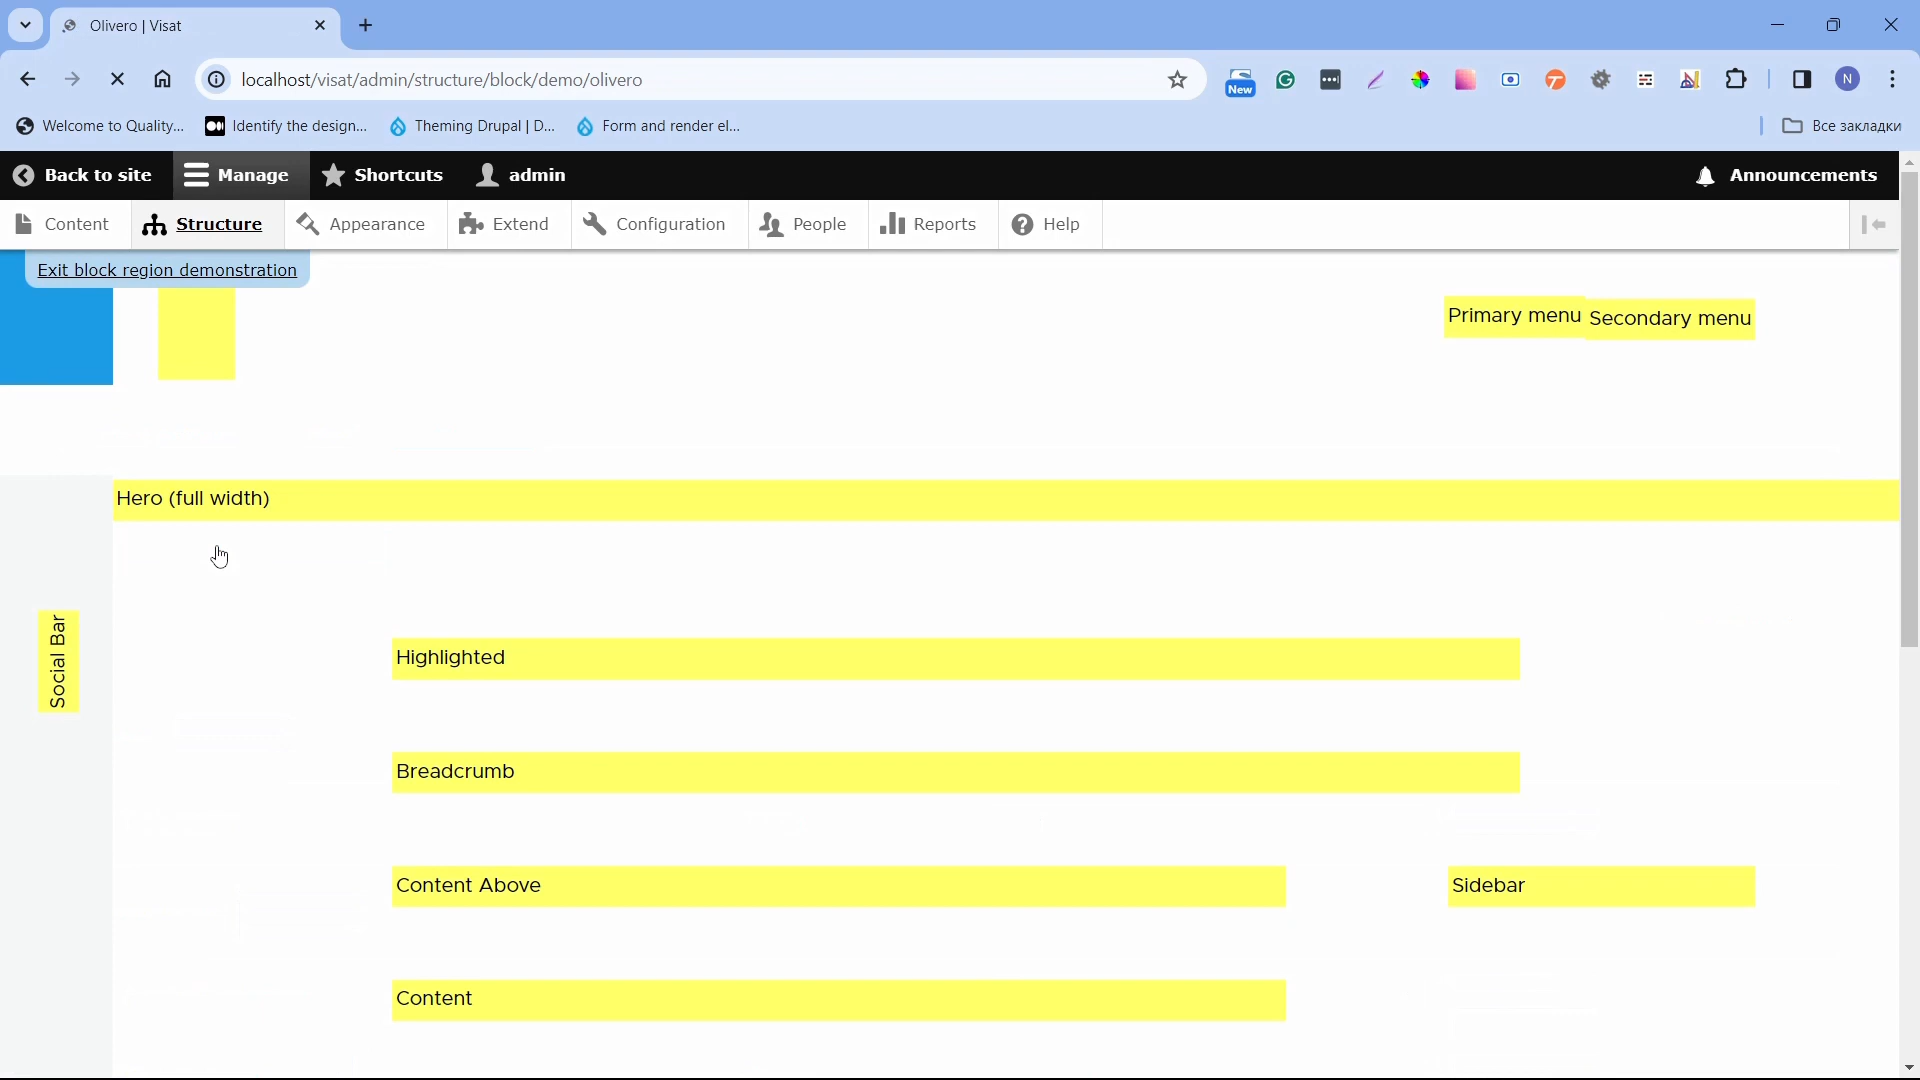 Olivero | Visat
localhost/visat/admin/structure/block/demo/olivero
New
N
Welcome to Quality...
Identify the design...
Theming Drupal | D...
Form and render el...
Все закладки
Back to site
Manage
Shortcuts
admin
Announcements
Content
Structure
Appearance
Extend
Configuration
People
Reports
Help
Exit block region demonstration
Primary menu
Secondary menu
Hero (full width)
Social Bar
Highlighted
Breadcrumb
Content Above
Sidebar
Content